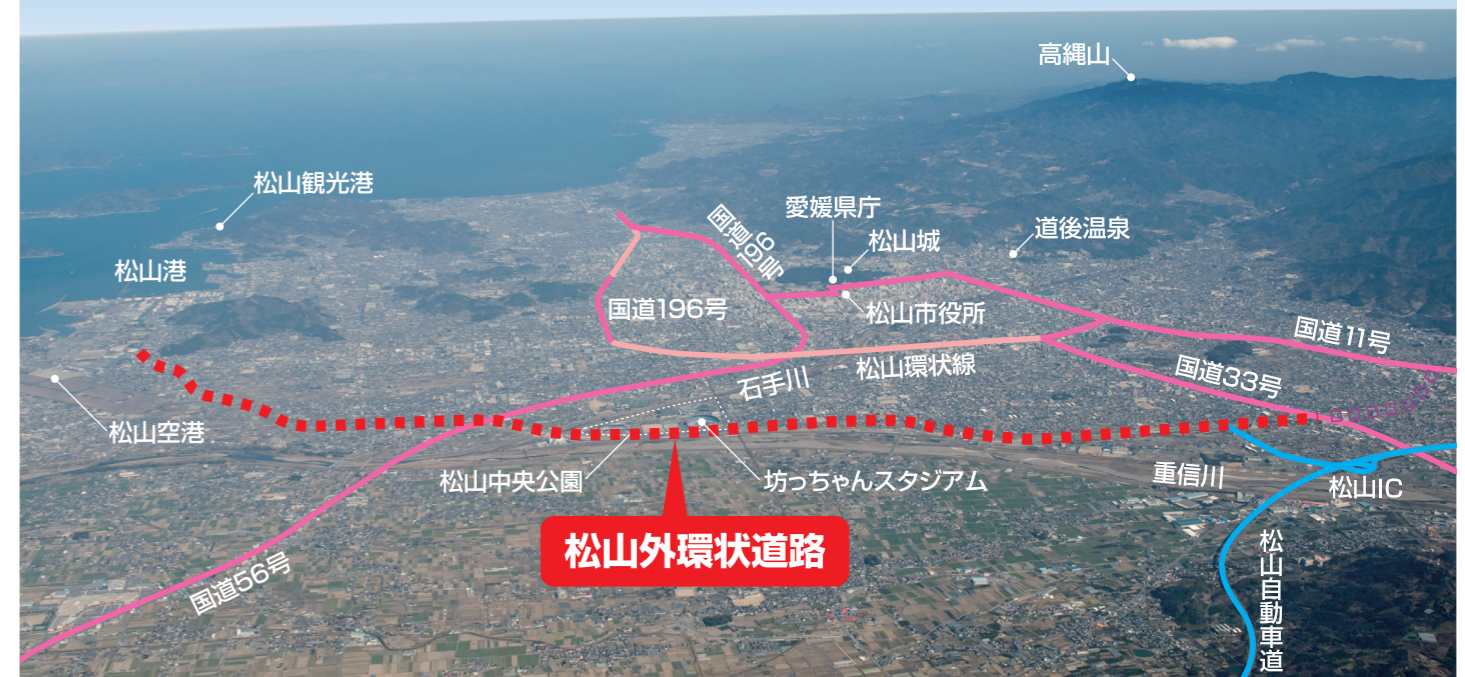 高縄山
松山観光港
愛媛県庁
国道196号
松山城
道後温泉
松山港
国道196号
松山市役所
国道11号
松山環状線
国道33号
石手川
松山空港
松山中央公園
坊っちゃんスタジアム
重信川
松山IC
松山外環状道路
国道56号
松山自動車道